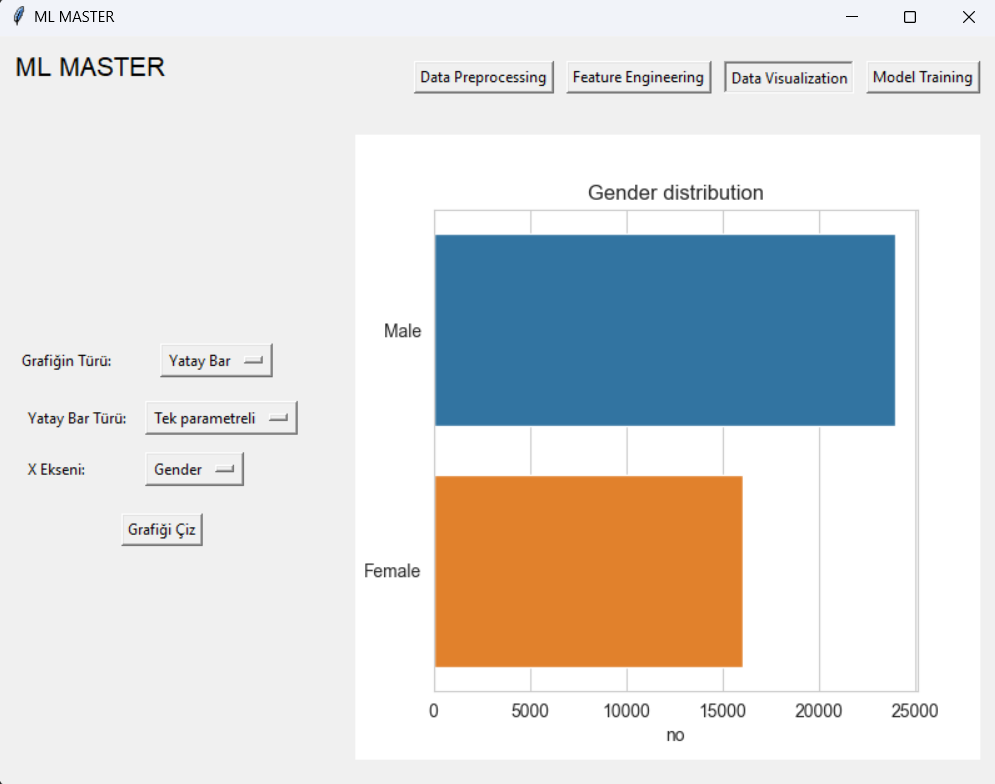 ML MASTER
ML MASTER
Data Preprocessing
Feature Engineering
Data Visualization
Model Training
Grafiğin Türü:
Yatay Bar
Yatay Bar Türü:
Tek parametreli
X Ekseni:
Gender
Grafiği Çiz
Gender distribution
Male
Female
0 5000 10000 15000 20000 25000
no